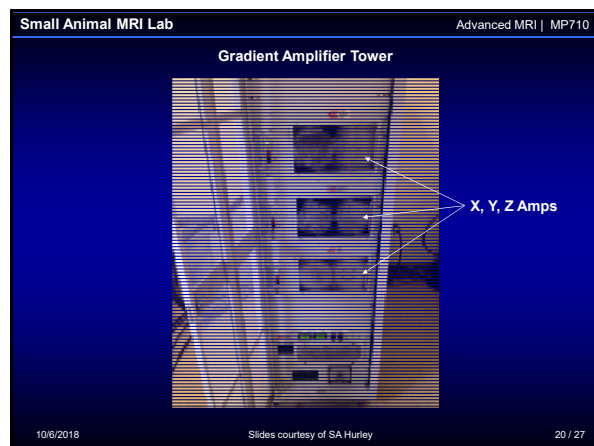 Small Animal MRI Lab
Advanced MRI | MP710
Gradient Amplifier Tower
X, Y, Z Amps
10/6/2018
Slides courtesy of SA Hurley
20 / 27